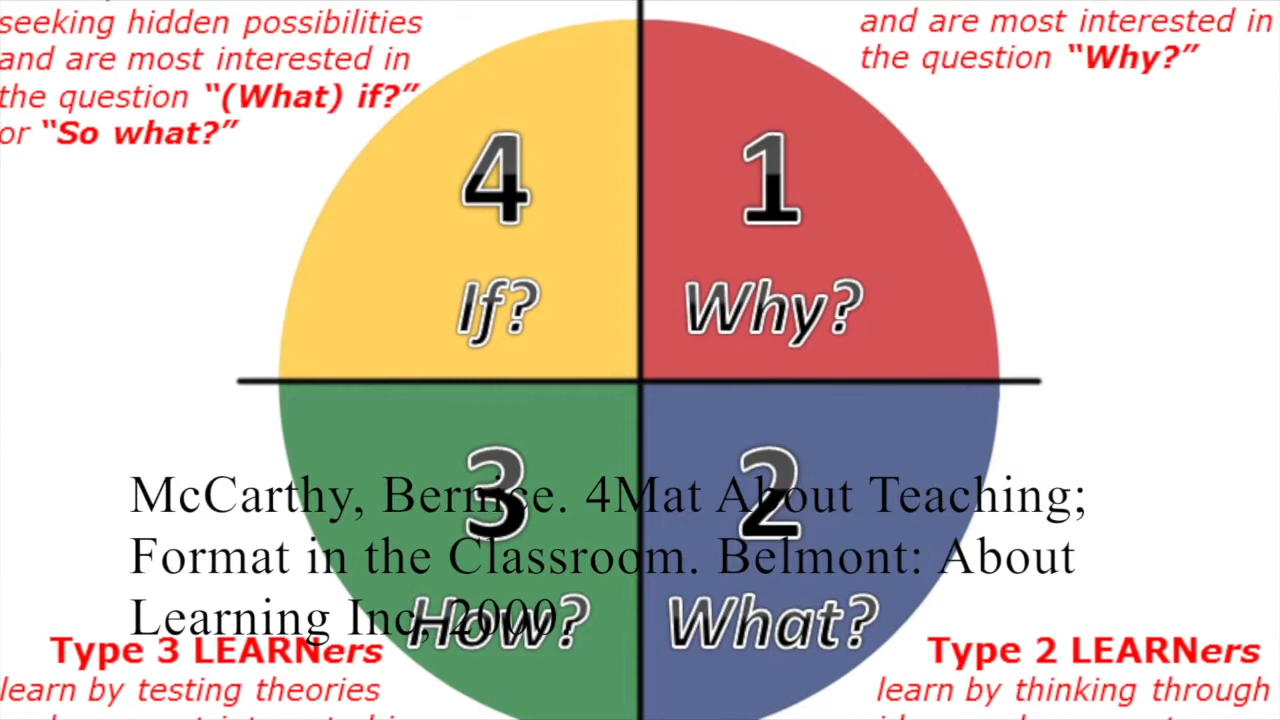 seeking hidden possibilities
and are most interested in
the question “(What) if?”
or “So what?”
and are most interested in
the question “Why?”
4
If?
1
Why?
3
How?
2
What?
McCarthy, Bernice. 4Mat About Teaching;
Format in the Classroom. Belmont: About
Learning Inc, 2000.
Type 3 LEARNers
learn by testing theories
Type 2 LEARNers
learn by thinking through